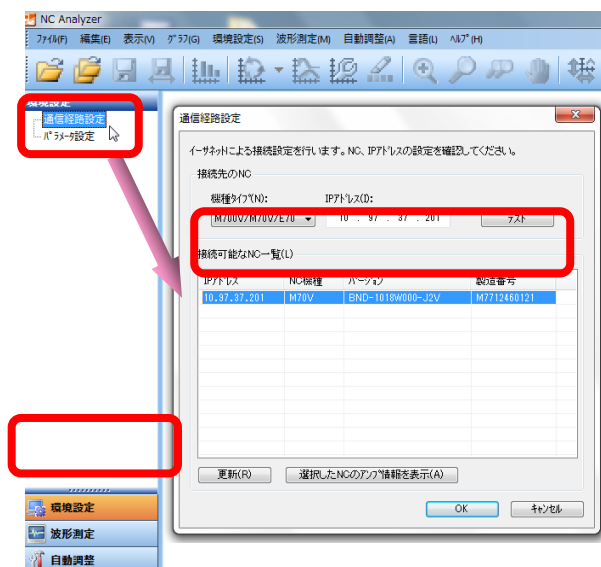 NC Analyzer
ﾌｧｲﾙ(F) 編集(E) 表示(V) ｸﾞﾗﾌ(G) 環境設定(S) 波形測定(M) 自動調整(A) 言語(L) ﾍﾙﾌﾟ(H)
環境設定
通信経路設定
ﾊﾟﾗﾒｰﾀ設定
通信経路設定
ｲｰｻﾈｯﾄによる接続設定を行います。NC、IPｱﾄﾞﾚｽの設定を確認してください。
接続先のNC
機種ﾀｲﾌﾟ(N): IPｱﾄﾞﾚｽ(I):
M700V/M70V/E70 10 . 97 . 37 . 201 ﾃｽﾄ
接続可能なNC一覧(L)
IPｱﾄﾞﾚｽ NC機種 ﾊﾞｰｼﾞｮﾝ 製造番号
10.97.37.201 M70V BND-1018W000-J2V M7712460121
更新(R) 選択したNCのｱﾝﾌﾟ情報を表示(A)
OK ｷｬﾝｾﾙ
環境設定
波形測定
自動調整